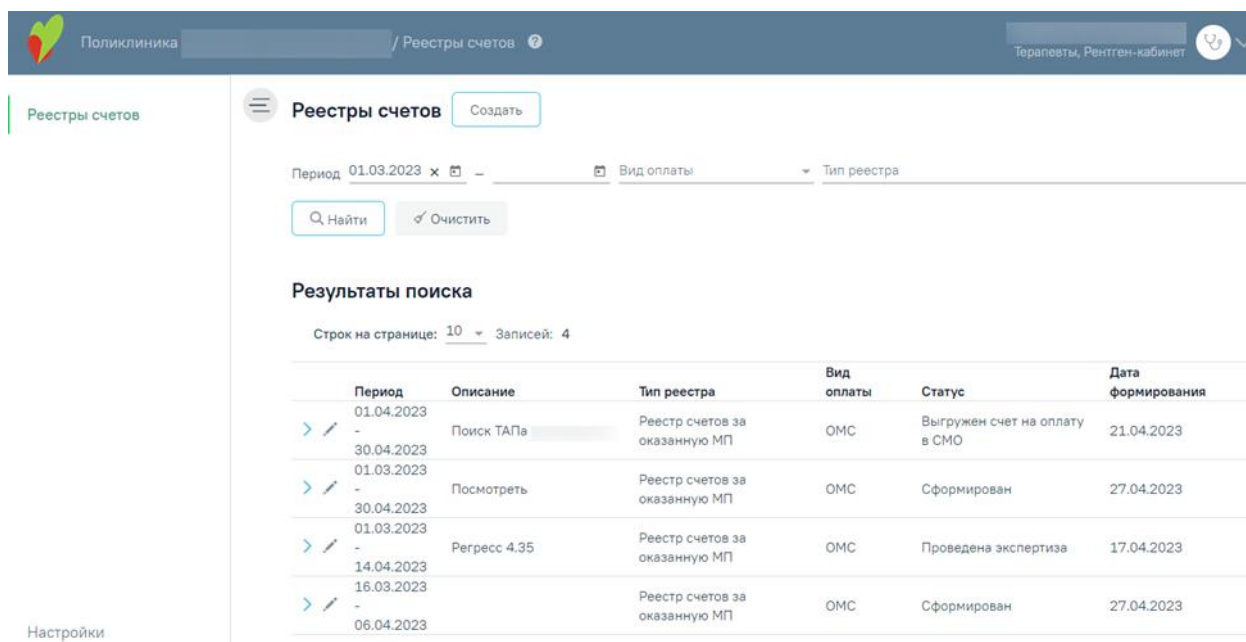 Поликлиника / Реестры счетов ?
Терапевты, Рентген-кабинет
Реестры счетов
Реестры счетов Создать
Период 01.03.2023 – Вид оплаты Тип реестра
Найти Очистить
Результаты поиска
Строк на странице: 10 Записей: 4
Вид Дата
Период Описание Тип реестра оплаты Статус формирования
01.04.2023
- Поиск ТАПа Реестр счетов за оказанную МП ОМС Выгружен счет на оплату в СМО 21.04.2023
30.04.2023
01.03.2023
- Посмотреть Реестр счетов за оказанную МП ОМС Сформирован 27.04.2023
30.04.2023
01.03.2023
- Регресс 4.35 Реестр счетов за оказанную МП ОМС Проведена экспертиза 17.04.2023
14.04.2023
16.03.2023
- Реестр счетов за оказанную МП ОМС Сформирован 27.04.2023
06.04.2023
Настройки